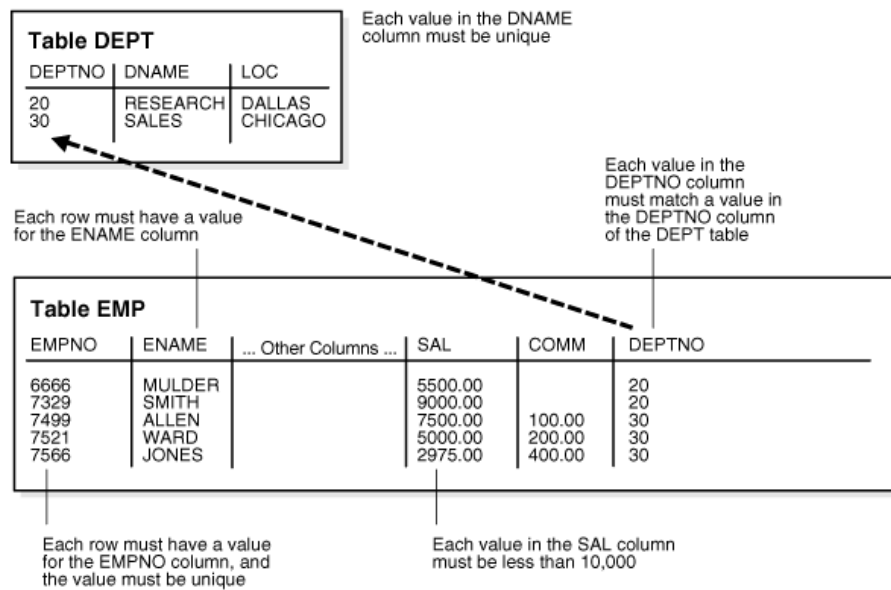 Each value in the DNAME
column must be unique
Table DEPT
DEPTNO DNAME LOC
20 RESEARCH DALLAS
30 SALES CHICAGO
Each value in the
DEPTNO column
must match a value in
the DEPTNO column
of the DEPT table
Each row must have a value
for the ENAME column
Table EMP
EMPNO ENAME ... Other Columns ... SAL COMM DEPTNO
6666 MULDER 5500.00 20
7329 SMITH 9000.00 20
7499 ALLEN 7500.00 100.00 30
7521 WARD 5000.00 200.00 30
7566 JONES 2975.00 400.00 30
Each row must have a value
for the EMPNO column, and
the value must be unique
Each value in the SAL column
must be less than 10,000